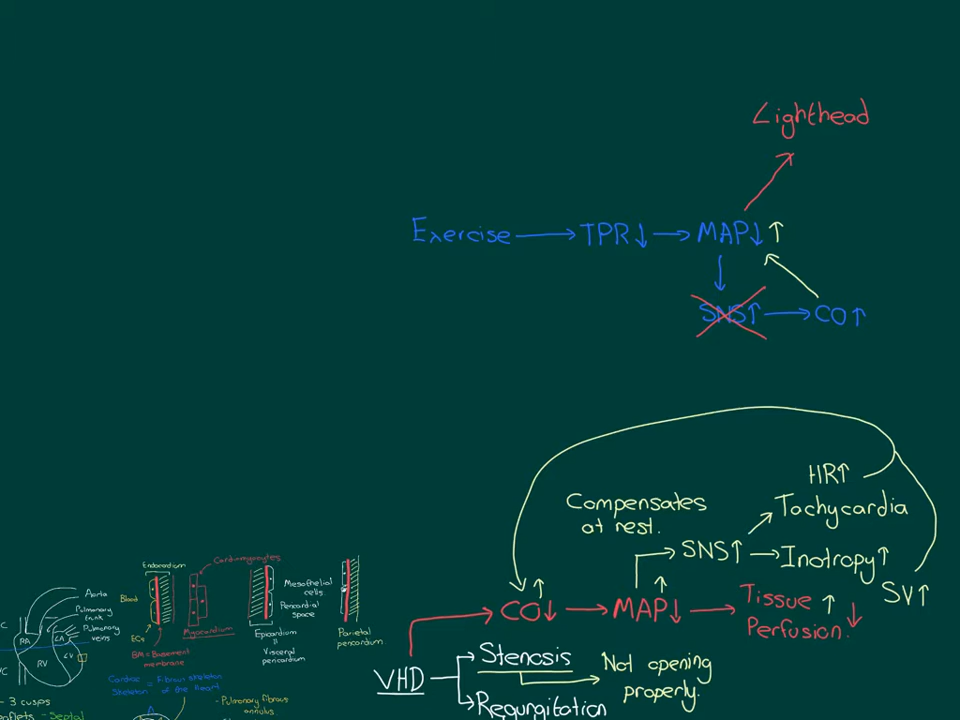 Lighthead
Exercise → TPR↓ → MAP↓ ↑
SNS↑ → CO↑
HR↑
Compensates
at rest.
Tachycardia
SNS↑ → Inotropy↑
SV↑
CO↓ ↑ → MAP↓ ↑ → Tissue ↑
Perfusion. ↓
VHD
Stenosis
Not opening
properly.
Regurgitation
Endocardium
Blood
ECs
BM = Basement
membrane
Cardiomyocytes
Myocardium
Epicardium
=
Visceral
pericardium
Mesothelial
cells.
Pericardial
space
Parietal
pericardium.
Aorta
Pulmonary
trunk
Pulmonary
veins
RA
LA
LV
RV
Cardiac = Fibrous skeleton
Skeleton of the Heart
- 3 cusps
- Septal
- Pulmonary fibrous
annulus
A